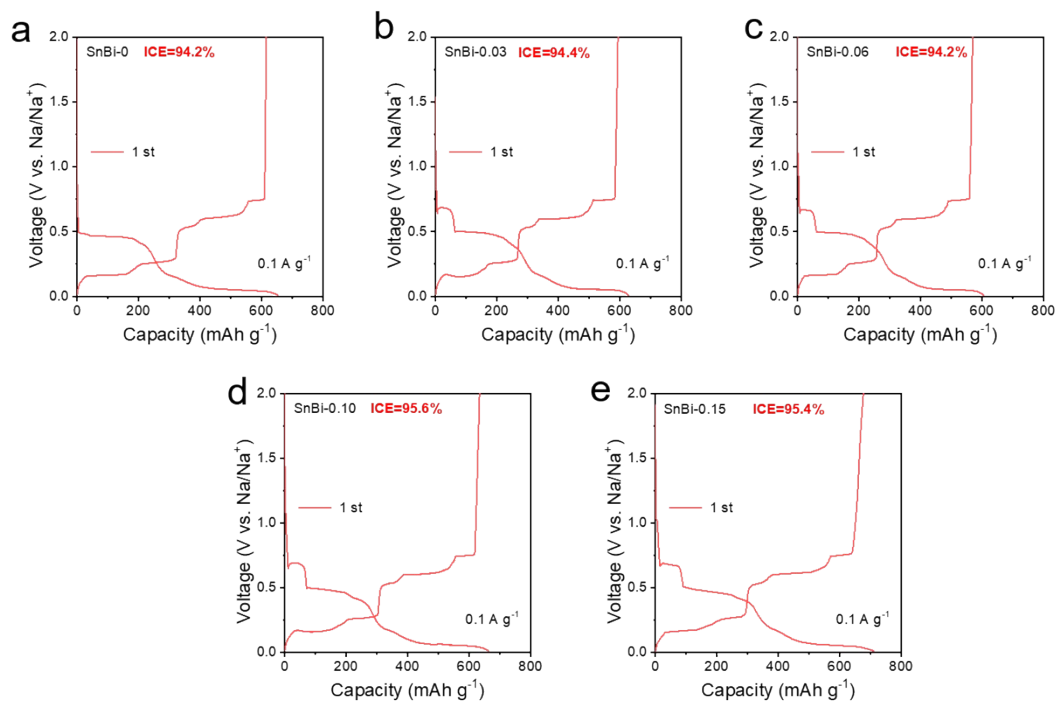 a
SnBi-0 ICE=94.2%
2.0
1.5
1.0
0.5
0.0
Voltage (V vs. Na/Na⁺)
1 st
0.1 A g⁻¹
0 200 400 600 800
Capacity (mAh g⁻¹)
b
SnBi-0.03 ICE=94.4%
2.0
1.5
1.0
0.5
0.0
Voltage (V vs. Na/Na⁺)
1 st
0.1 A g⁻¹
0 200 400 600 800
Capacity (mAh g⁻¹)
c
SnBi-0.06 ICE=94.2%
2.0
1.5
1.0
0.5
0.0
Voltage (V vs. Na/Na⁺)
1 st
0.1 A g⁻¹
0 200 400 600 800
Capacity (mAh g⁻¹)
d
SnBi-0.10 ICE=95.6%
2.0
1.5
1.0
0.5
0.0
Voltage (V vs. Na/Na⁺)
1 st
0.1 A g⁻¹
0 200 400 600 800
Capacity (mAh g⁻¹)
e
SnBi-0.15 ICE=95.4%
2.0
1.5
1.0
0.5
0.0
Voltage (V vs. Na/Na⁺)
1 st
0.1 A g⁻¹
0 200 400 600 800
Capacity (mAh g⁻¹)